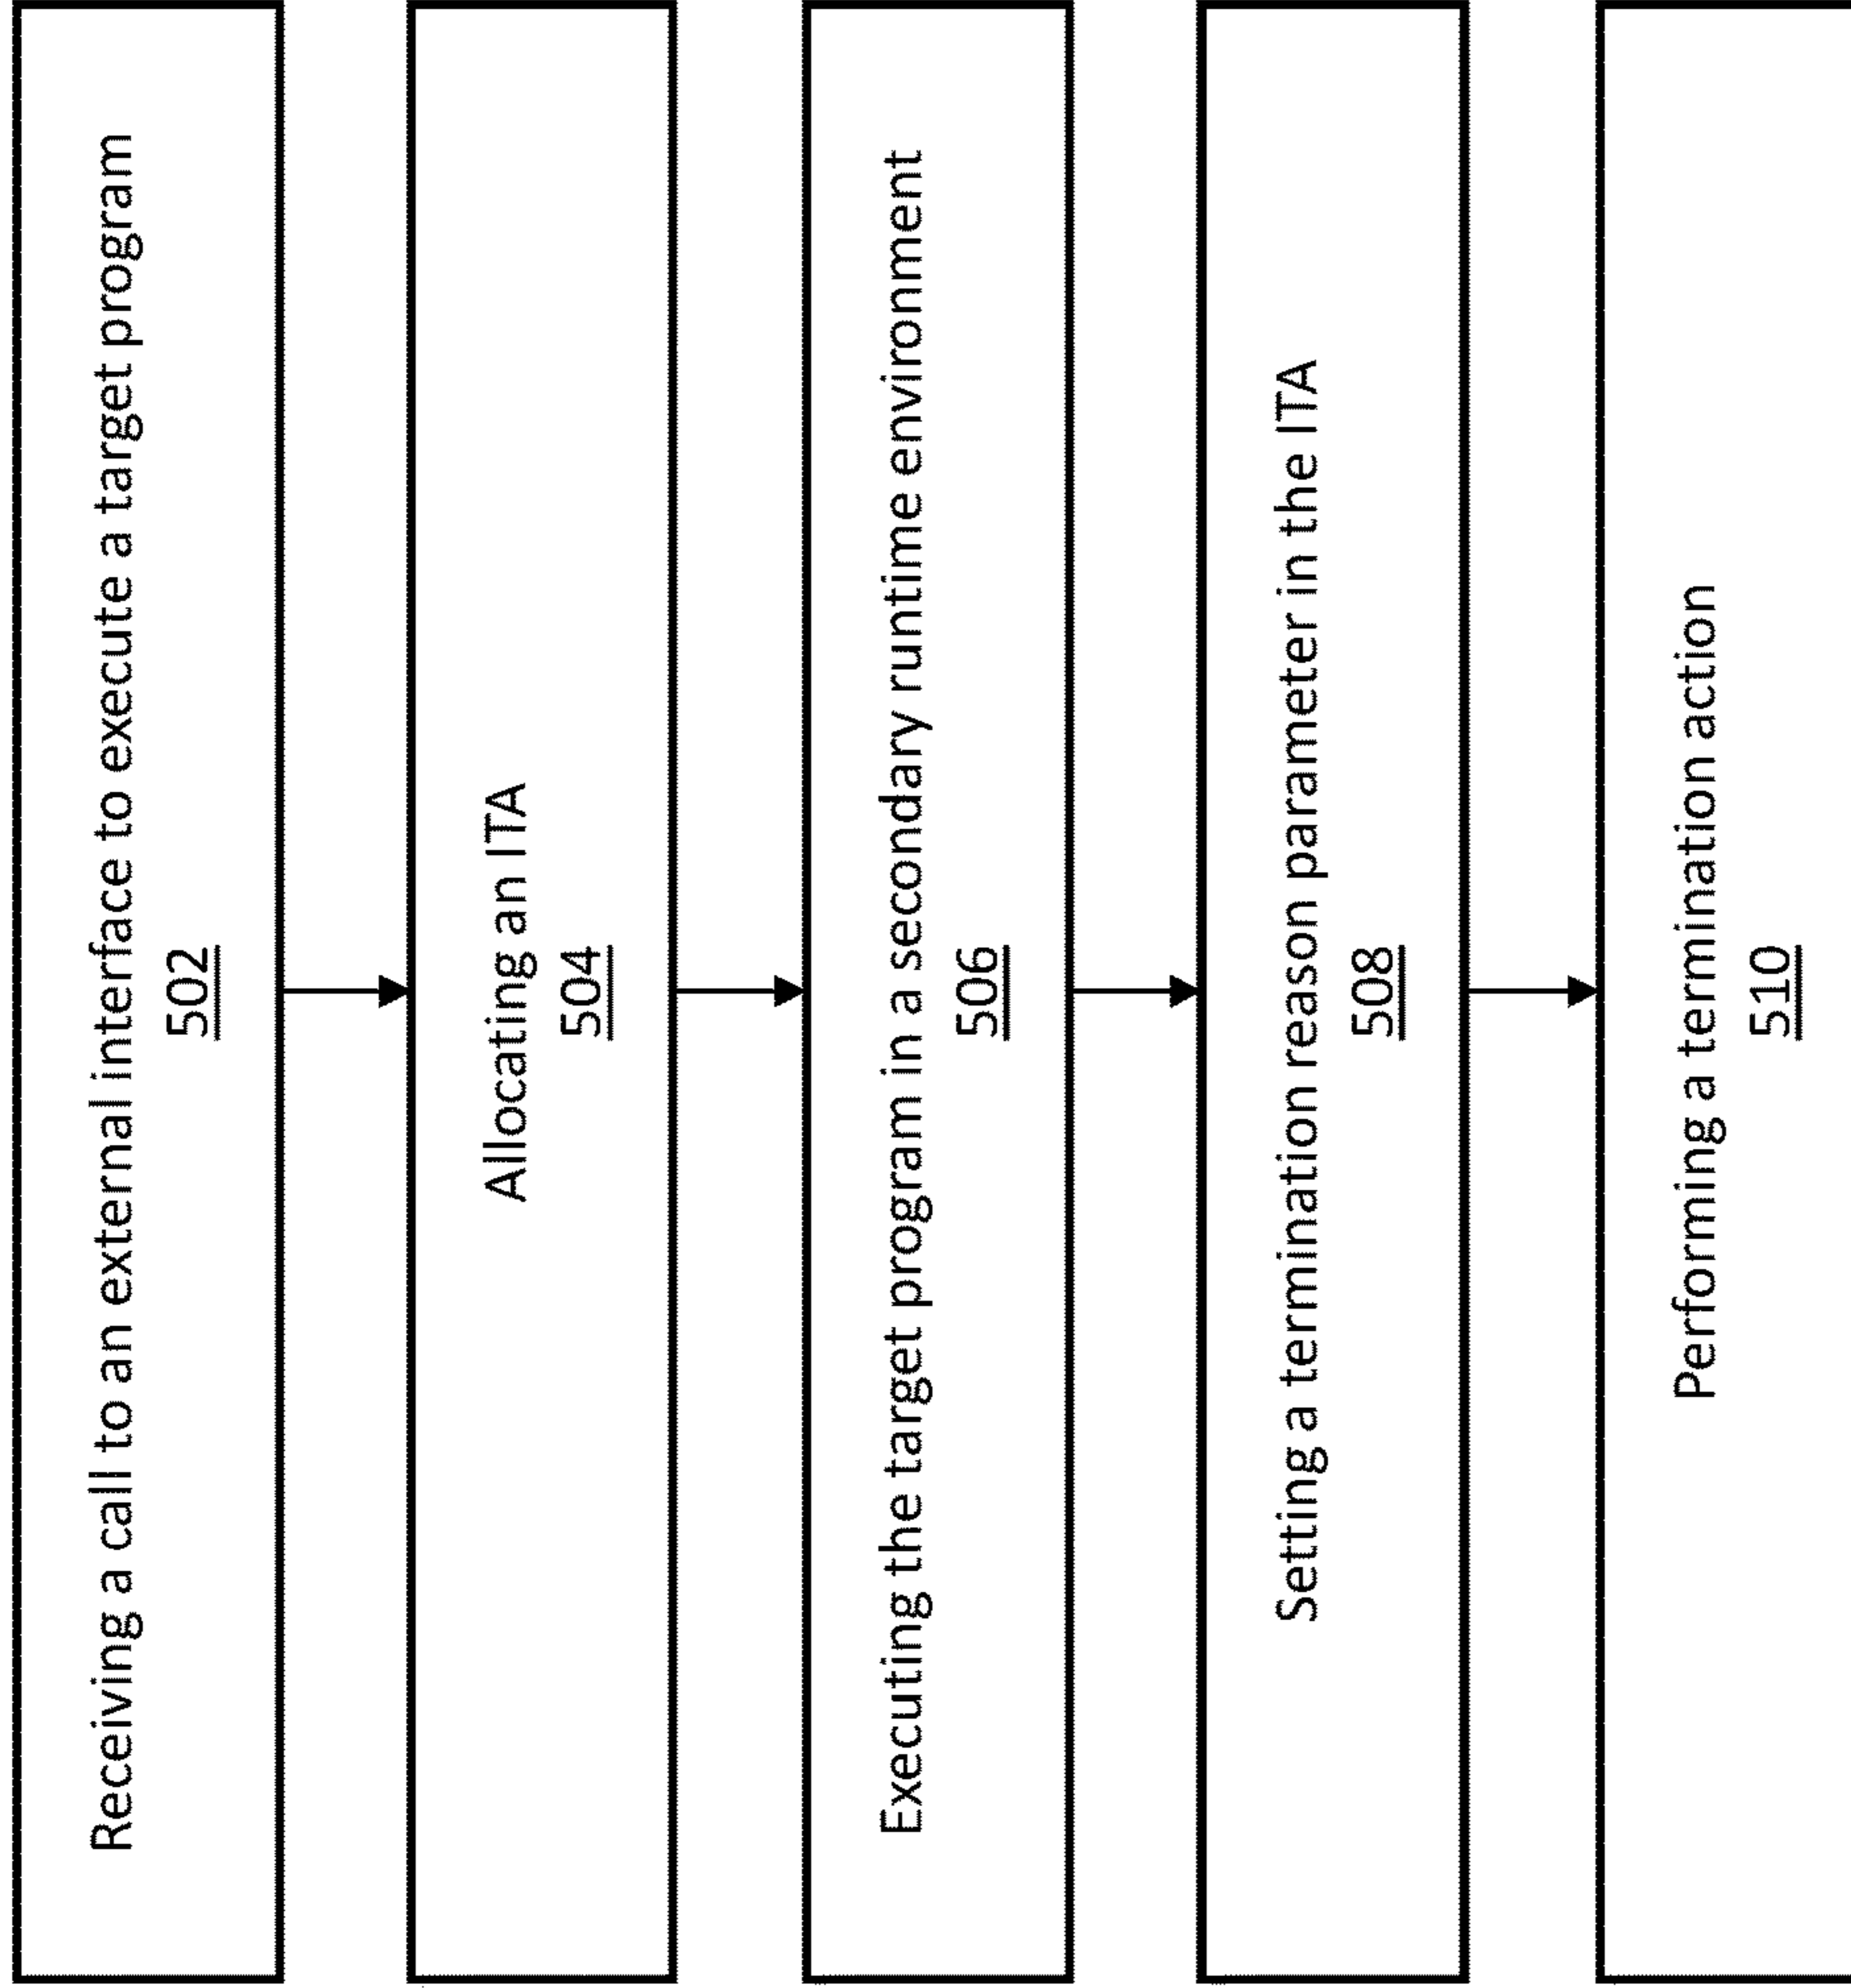 Receiving a call to an external interface to execute a target program
502
Allocating an ITA
504
Executing the target program in a secondary runtime environment
506
Setting a termination reason parameter in the ITA
508
Performing a termination action
510